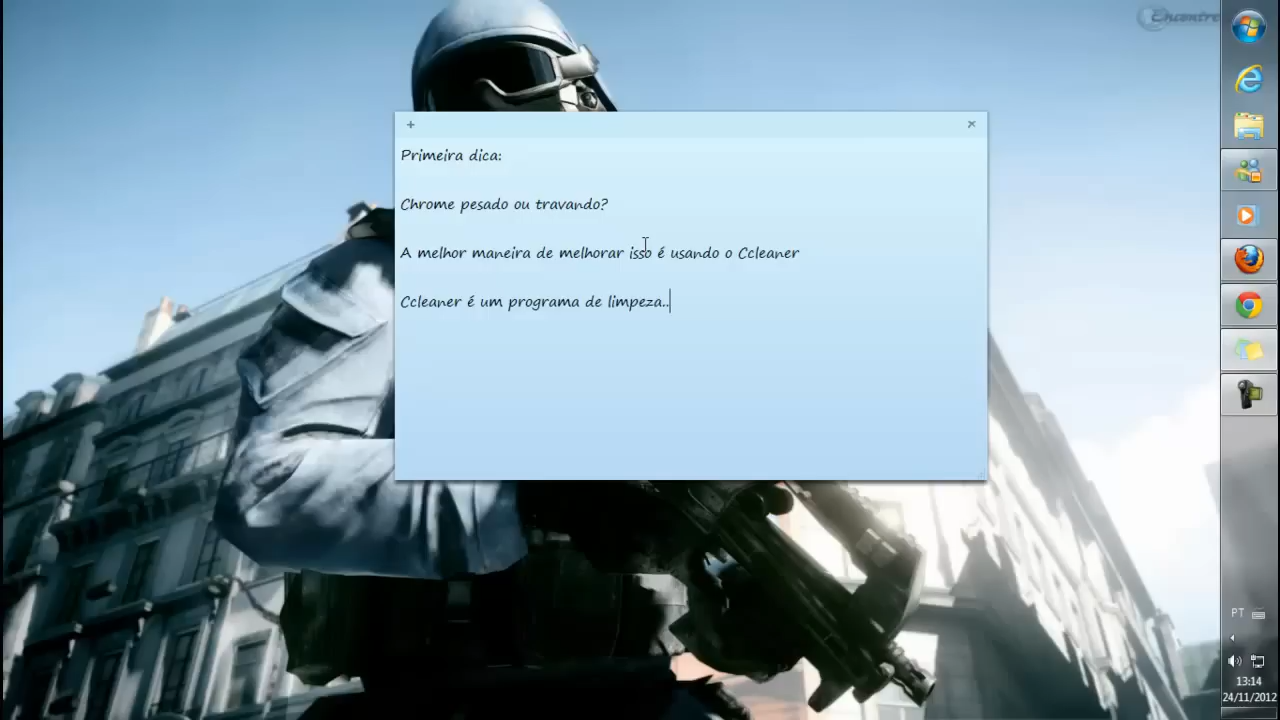 Primeira dica:
Chrome pesado ou travando?
A melhor maneira de melhorar isso é usando o Ccleaner
Ccleaner é um programa de limpeza..
PT
13:14
24/11/2012